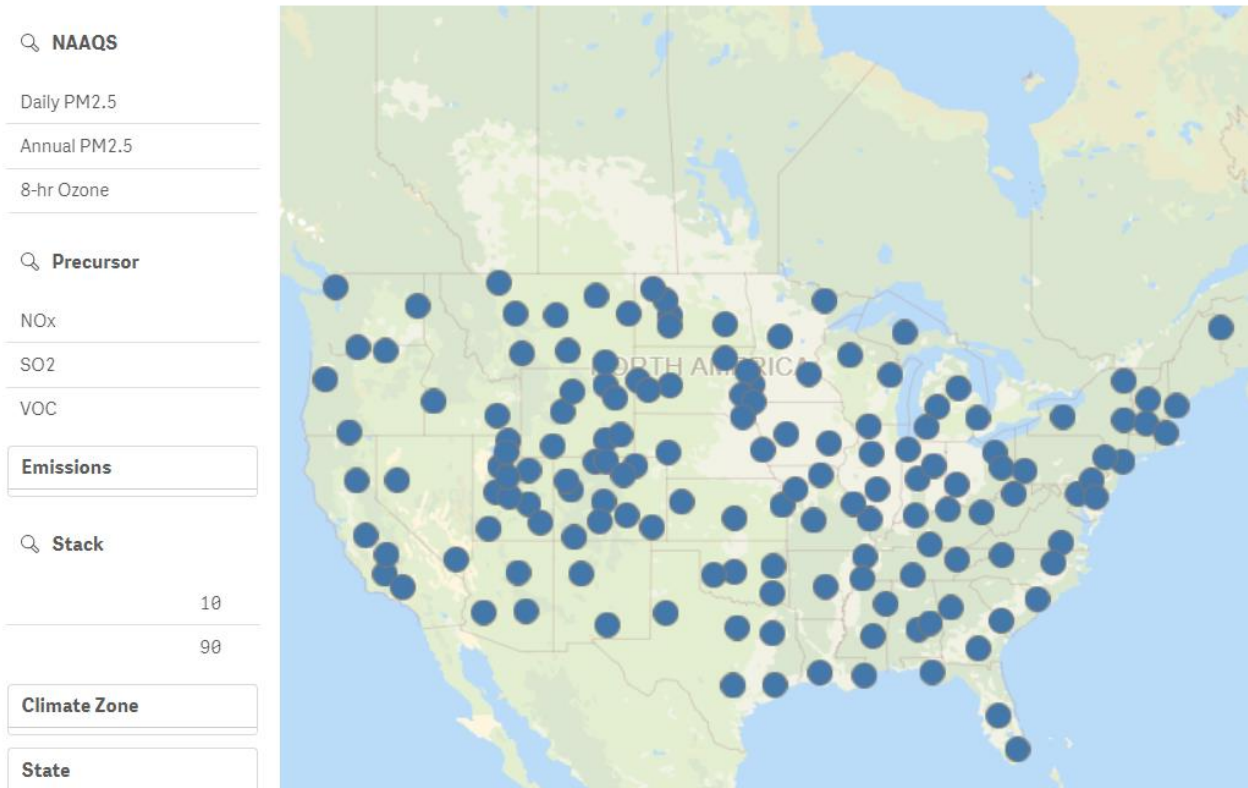 NAAQS
Daily PM2.5
Annual PM2.5
8-hr Ozone
Precursor
NOx
SO2
VOC
Emissions
Stack
10
90
Climate Zone
State
NORTH AMERICA